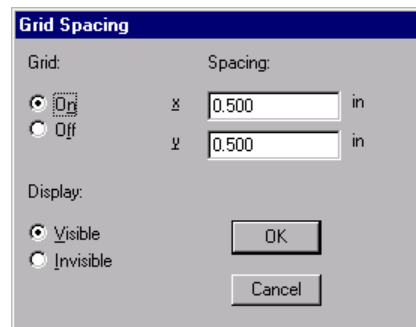 Grid Spacing
Grid: Spacing:
On x 0.500 in
Off y 0.500 in
Display:
Visible OK
Invisible
Cancel